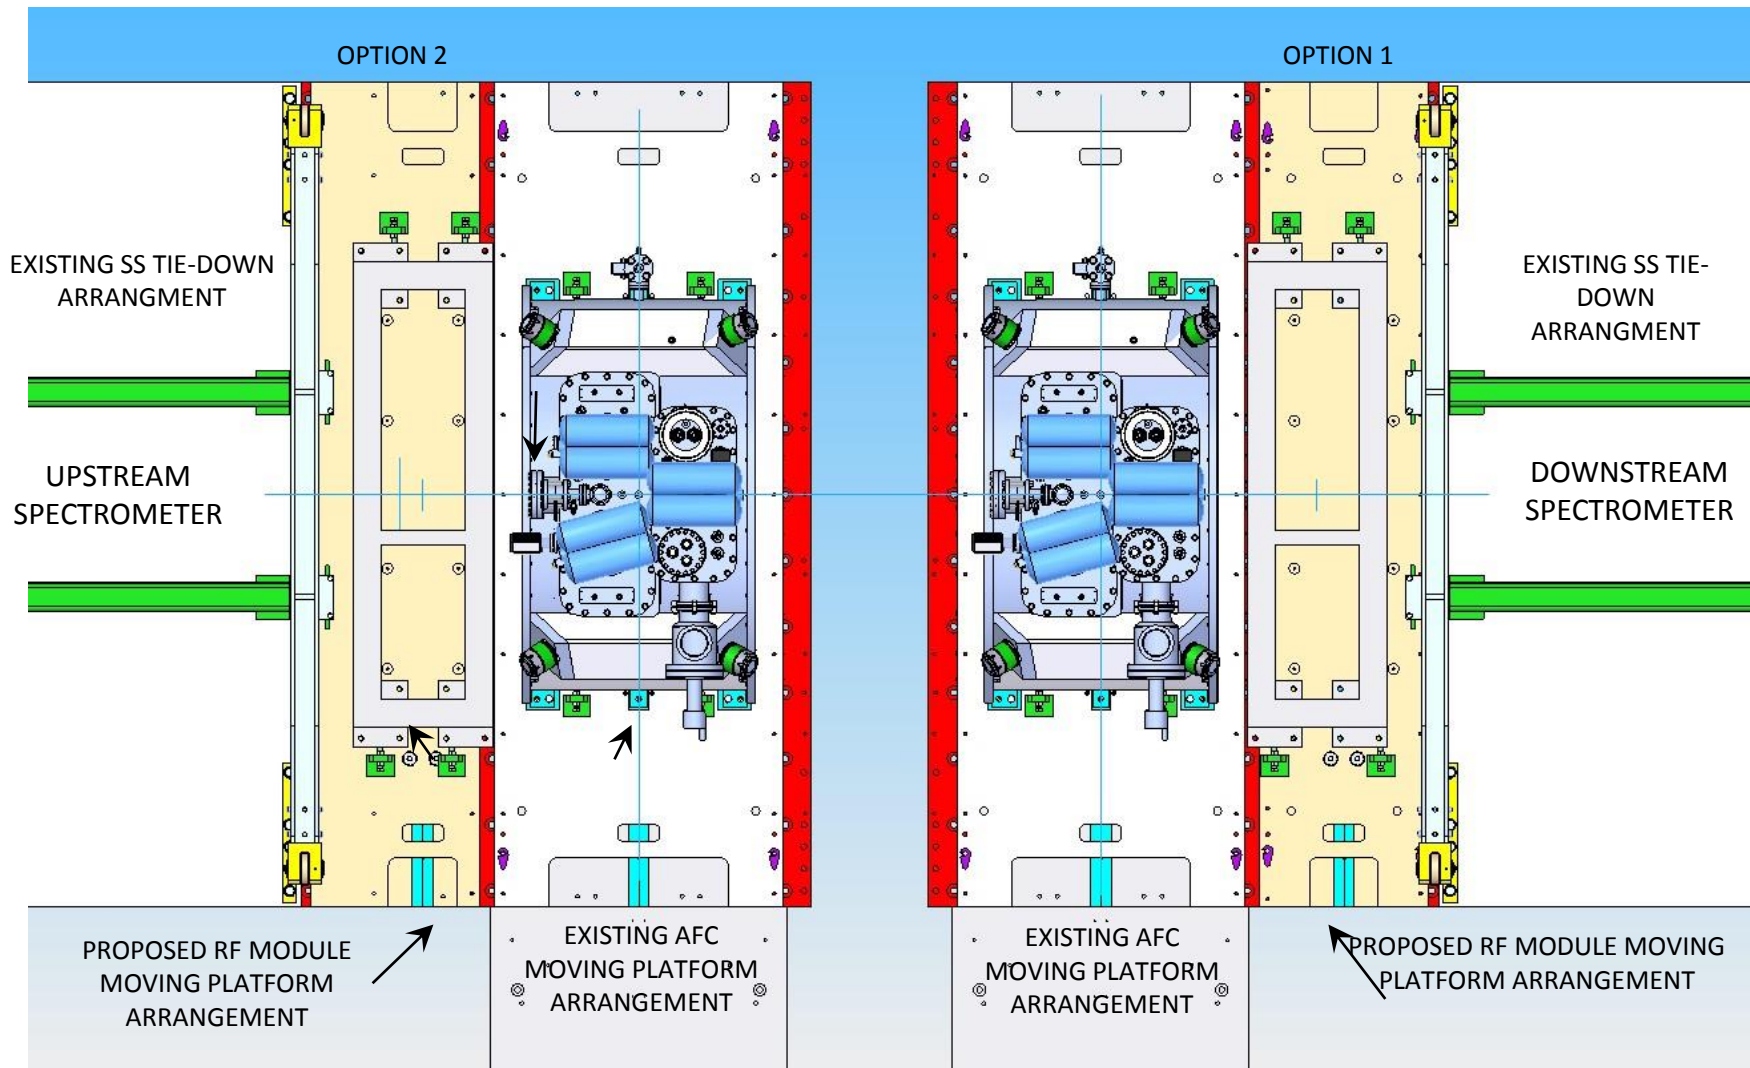 OPTION 2
OPTION 1
EXISTING SS TIE-DOWN
ARRANGMENT
EXISTING SS TIE-
DOWN
ARRANGMENT
UPSTREAM
SPECTROMETER
DOWNSTREAM
SPECTROMETER
PROPOSED RF MODULE
MOVING PLATFORM
ARRANGEMENT
EXISTING AFC
MOVING PLATFORM
ARRANGEMENT
EXISTING AFC
MOVING PLATFORM
ARRANGEMENT
PROPOSED RF MODULE MOVING
PLATFORM ARRANGEMENT